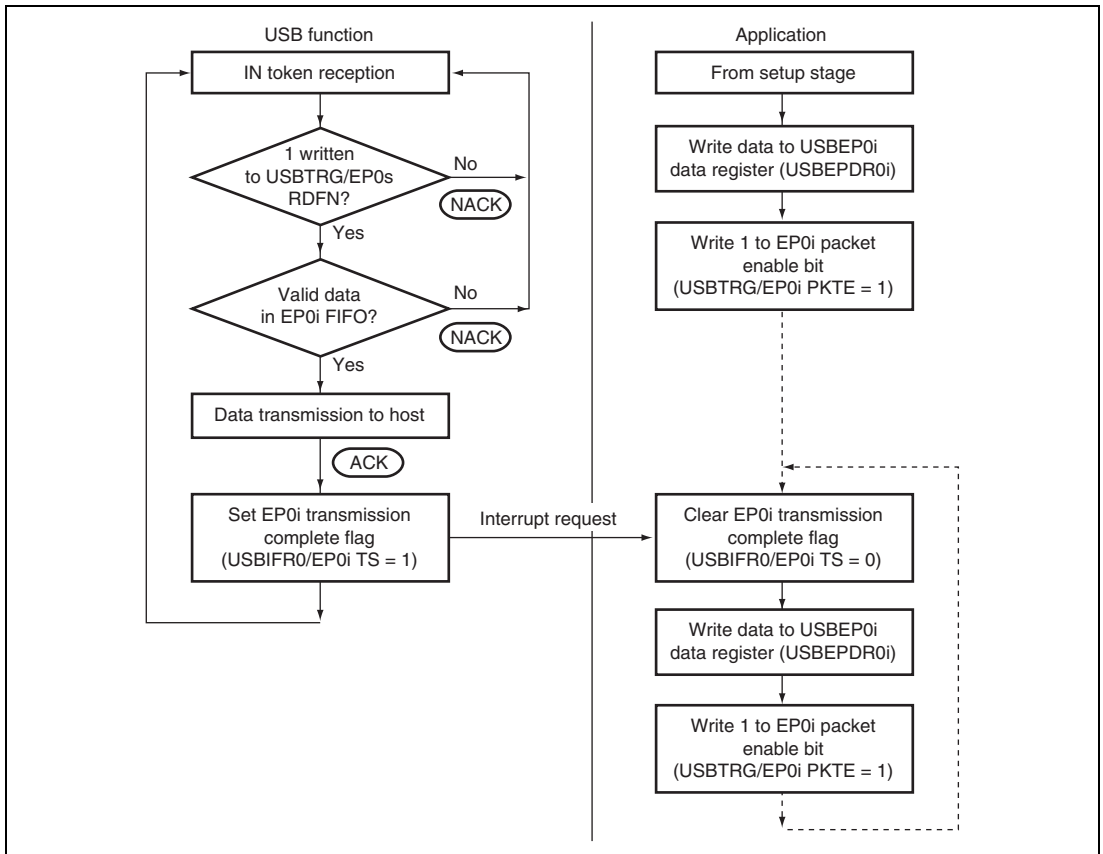 USB function
Application
IN token reception
From setup stage
1 written
to USBTRG/EP0s
RDFN?
No
NACK
Yes
Write data to USBEP0i
data register (USBEPDR0i)
Write 1 to EP0i packet
enable bit
(USBTRG/EP0i PKTE = 1)
Valid data
in EP0i FIFO?
No
NACK
Yes
Data transmission to host
ACK
Set EP0i transmission
complete flag
(USBIFR0/EP0i TS = 1)
Interrupt request
Clear EP0i transmission
complete flag
(USBIFR0/EP0i TS = 0)
Write data to USBEP0i
data register (USBEPDR0i)
Write 1 to EP0i packet
enable bit
(USBTRG/EP0i PKTE = 1)